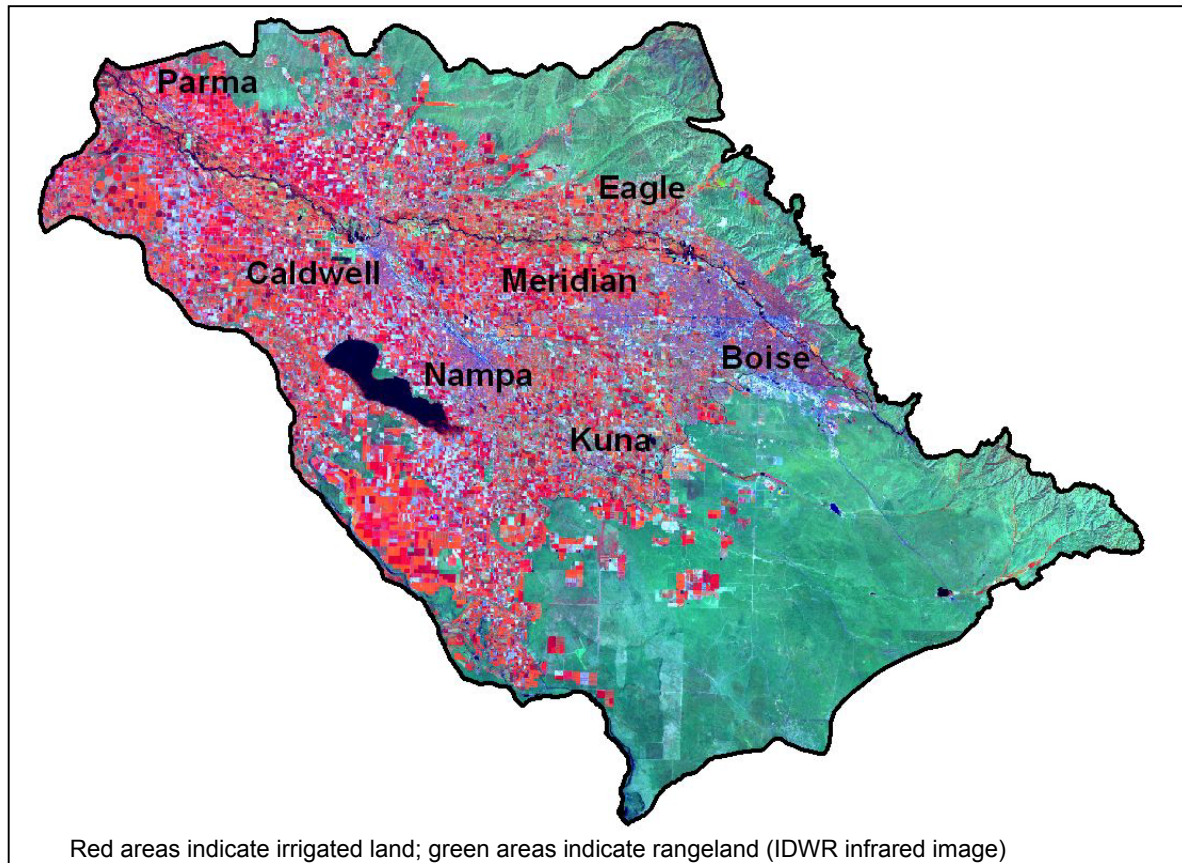 Parma
Eagle
Caldwell
Meridian
Boise
Nampa
Kuna
Red areas indicate irrigated land; green areas indicate rangeland (IDWR infrared image)